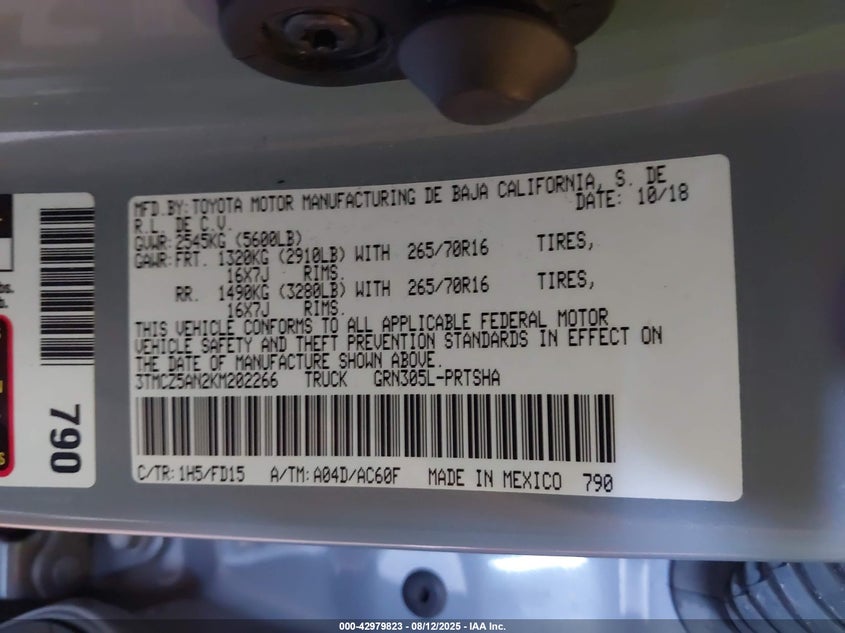 MFD.BY:TOYOTA MOTOR MANUFACTURING DE BAJA CALIFORNIA, S. DE
R.L. DE C.V. DATE: 10/18
GVWR:2545KG (5600LB)
GAWR:FRT. 1320KG (2910LB) WITH 265/70R16 TIRES,
16X7J RIMS.
RR. 1490KG (3280LB) WITH 265/70R16 TIRES,
16X7J RIMS.
THIS VEHICLE CONFORMS TO ALL APPLICABLE FEDERAL MOTOR
VEHICLE SAFETY AND THEFT PREVENTION STANDARDS IN EFFECT ON
THE DATE OF MANUFACTURE SHOWN ABOVE.
3TMCZ5AN2KM202266 TRUCK GRN305L-PRTSHA
C/TR:1H5/FD15 A/TM:A04D/AC60F MADE IN MEXICO 790
790
000-42979823 - 08/12/2025 - IAA Inc.